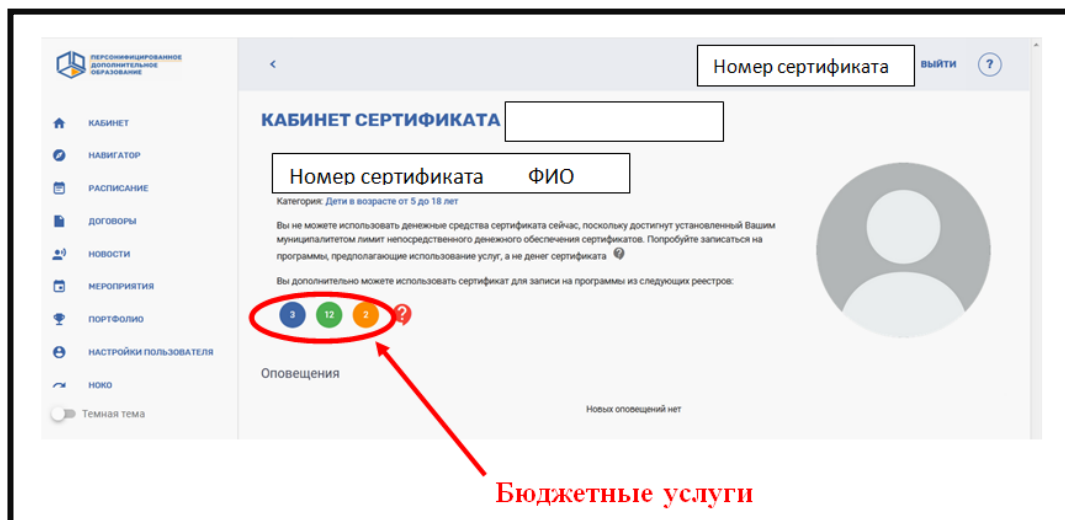 ПЕРСОНИФИЦИРОВАННОЕ
ДОПОЛНИТЕЛЬНОЕ
ОБРАЗОВАНИЕ
<
Номер сертификата
ВЫЙТИ
?
КАБИНЕТ
НАВИГАТОР
РАСПИСАНИЕ
ДОГОВОРЫ
НОВОСТИ
МЕРОПРИЯТИЯ
ПОРТФОЛИО
НАСТРОЙКИ ПОЛЬЗОВАТЕЛЯ
НОКО
Темная тема
КАБИНЕТ СЕРТИФИКАТА
Номер сертификата ФИО
Категория: Дети в возрасте от 5 до 18 лет
Вы не можете использовать денежные средства сертификата сейчас, поскольку достигнут установленный Вашим
муниципалитетом лимит непосредственного денежного обеспечения сертификатов. Попробуйте записаться на
программы, предполагающие использование услуг, а не денег сертификата ?
Вы дополнительно можете использовать сертификат для записи на программы из следующих реестров:
3 12 2 ?
Оповещения
Новых оповещений нет
Бюджетные услуги